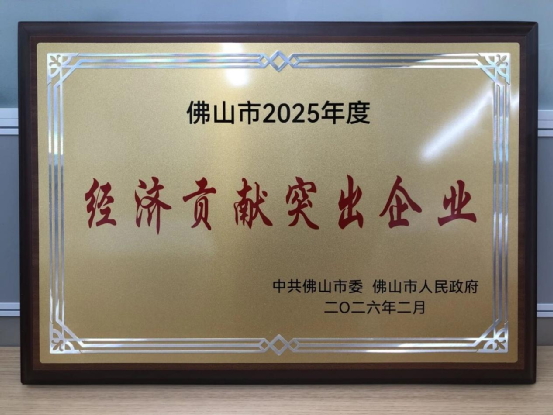 佛山市2025年度
经济贡献突出企业
中共佛山市委 佛山市人民政府
二〇二六年二月